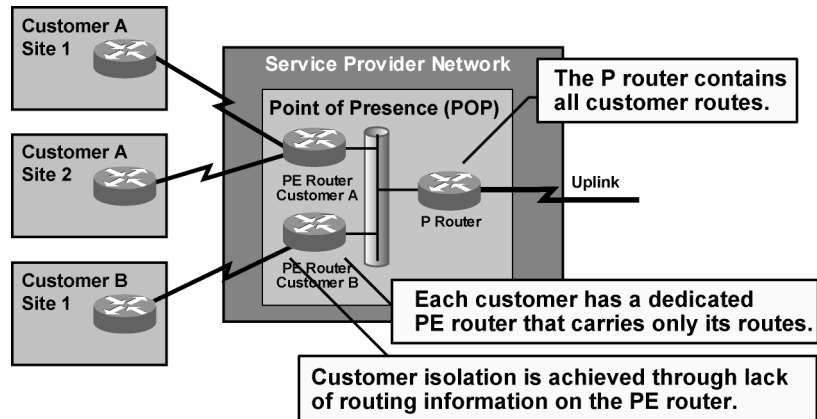 Customer A
Site 1
Service Provider Network
The P router contains
all customer routes.
Point of Presence (POP)
Customer A
Site 2
PE Router
Customer A
Uplink
P Router
Customer B
Site 1
PE Router
Customer B
Each customer has a dedicated
PE router that carries only its routes.
Customer isolation is achieved through lack
of routing information on the PE router.